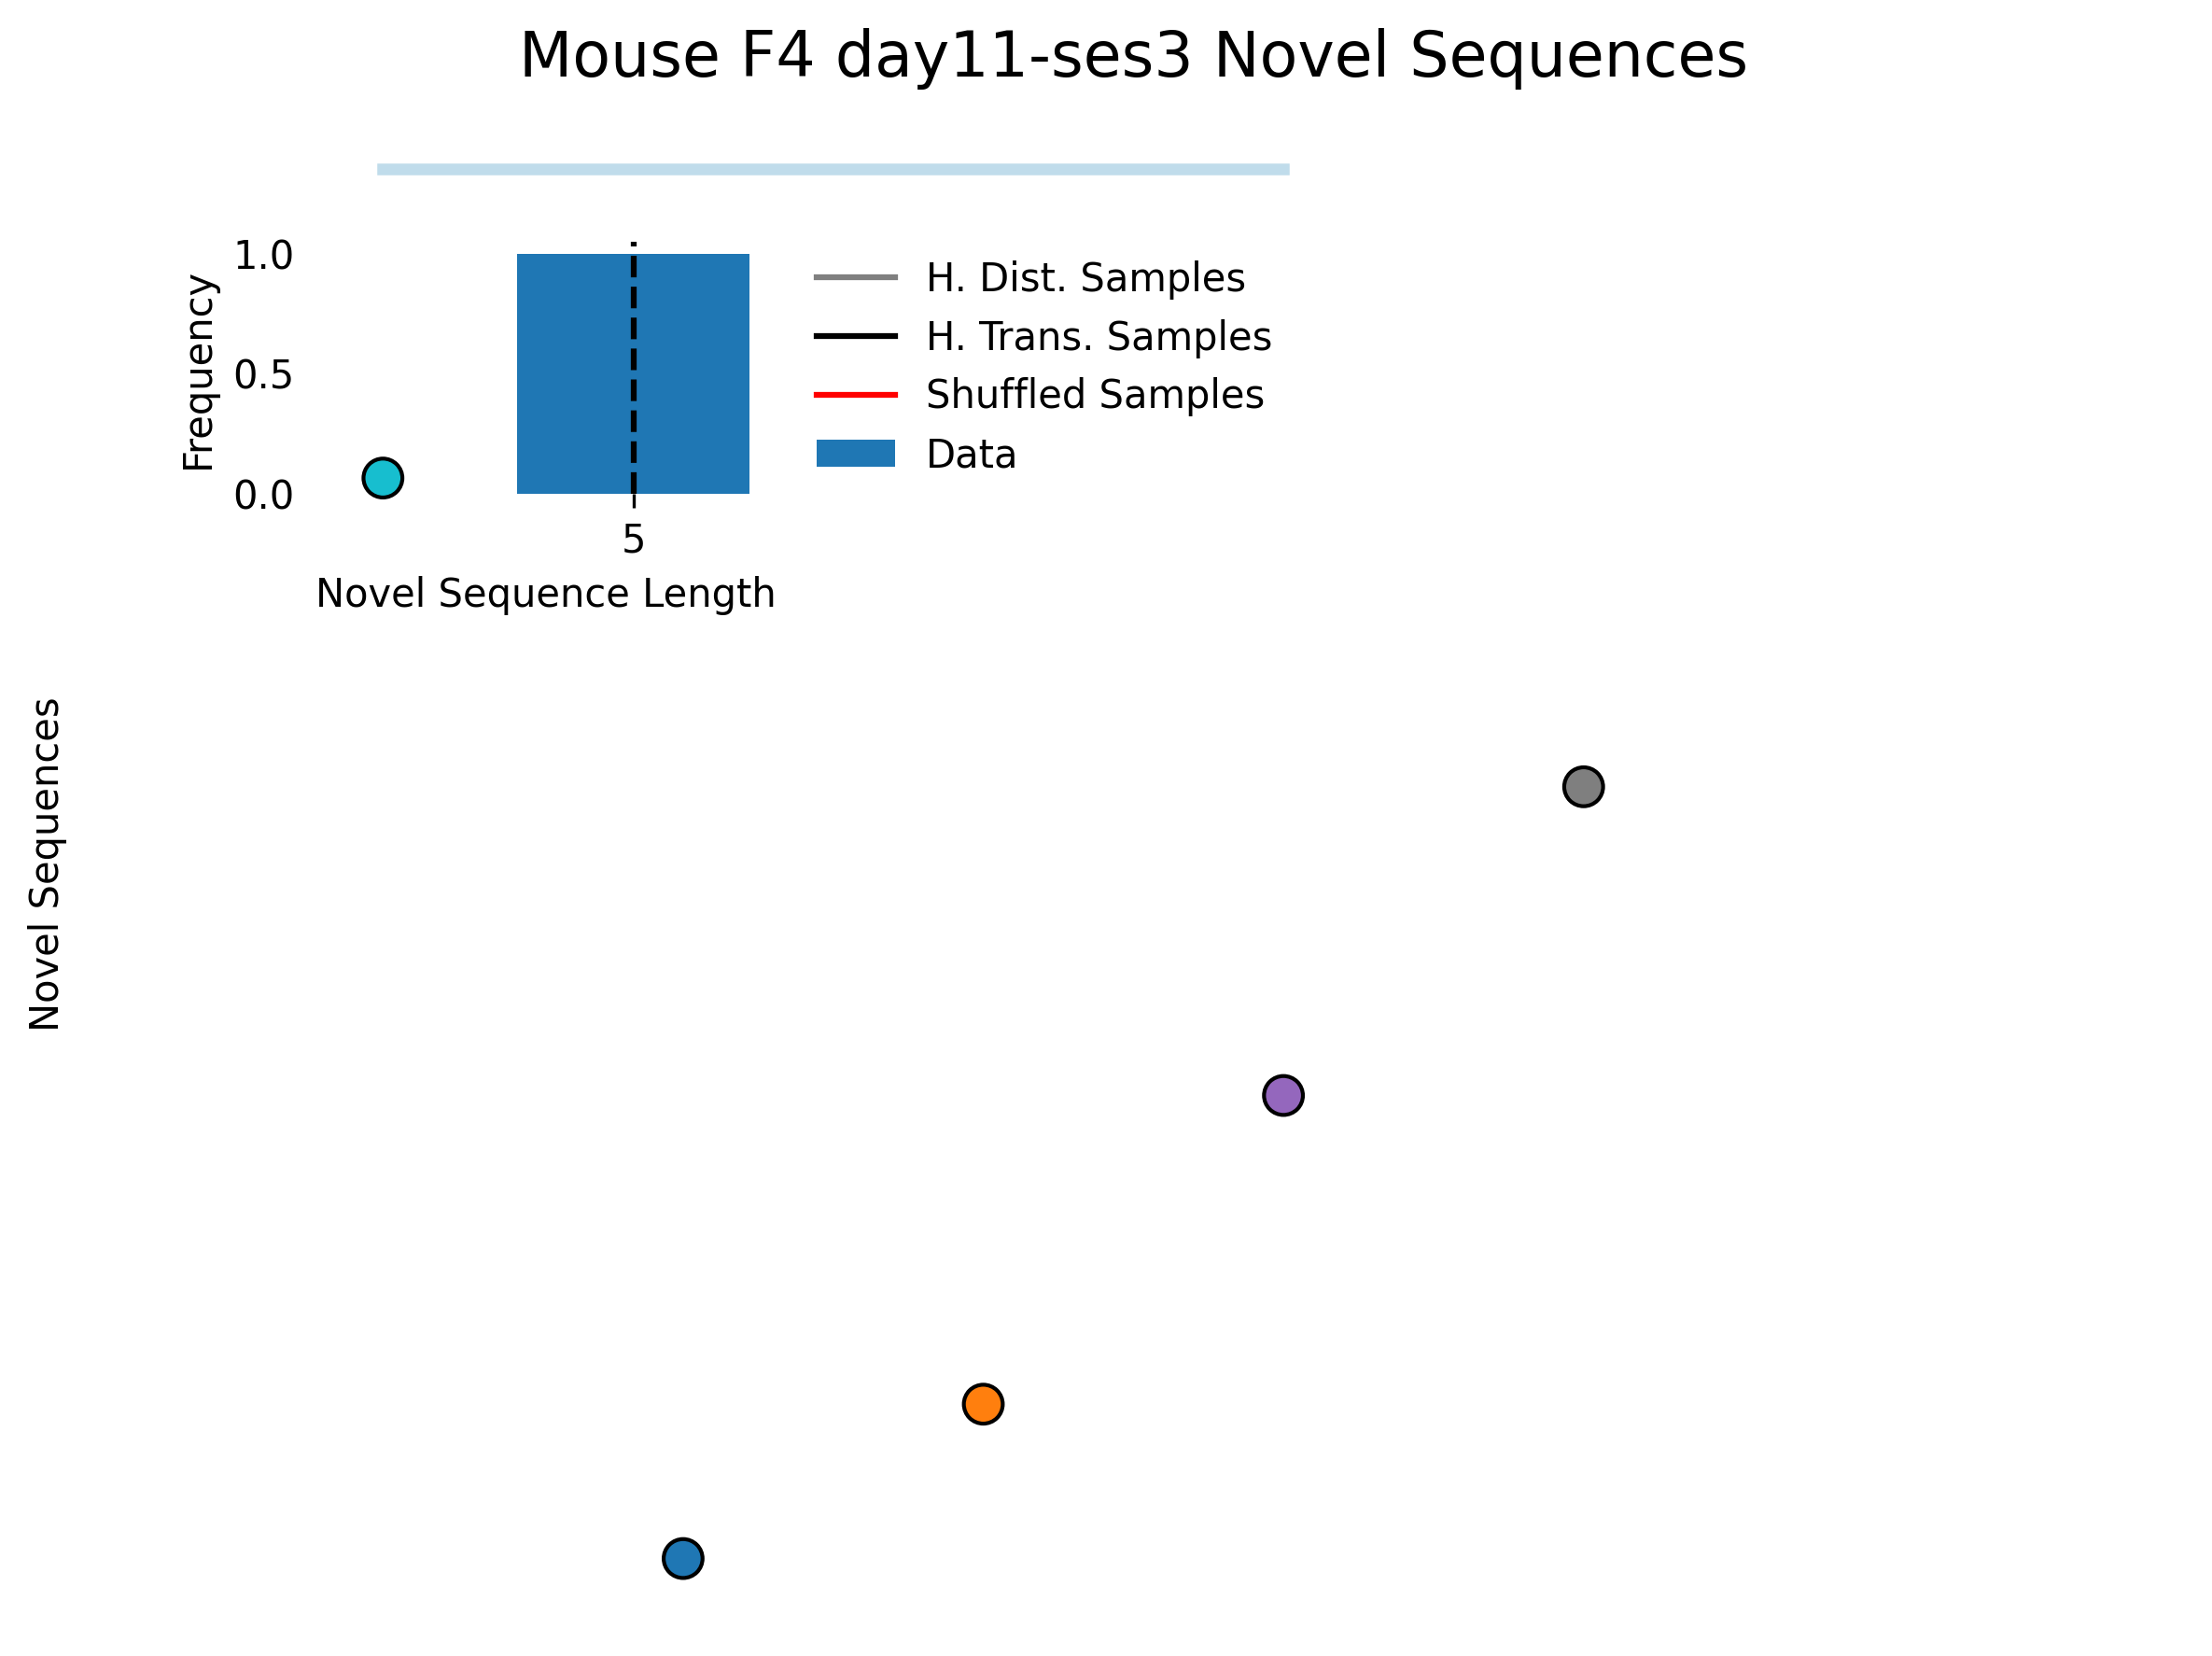 Mouse F4 day11-ses3 Novel Sequences
Frequency
1.0
0.5
0.0
5
Novel Sequence Length
H. Dist. Samples
H. Trans. Samples
Shuffled Samples
Data
Novel Sequences